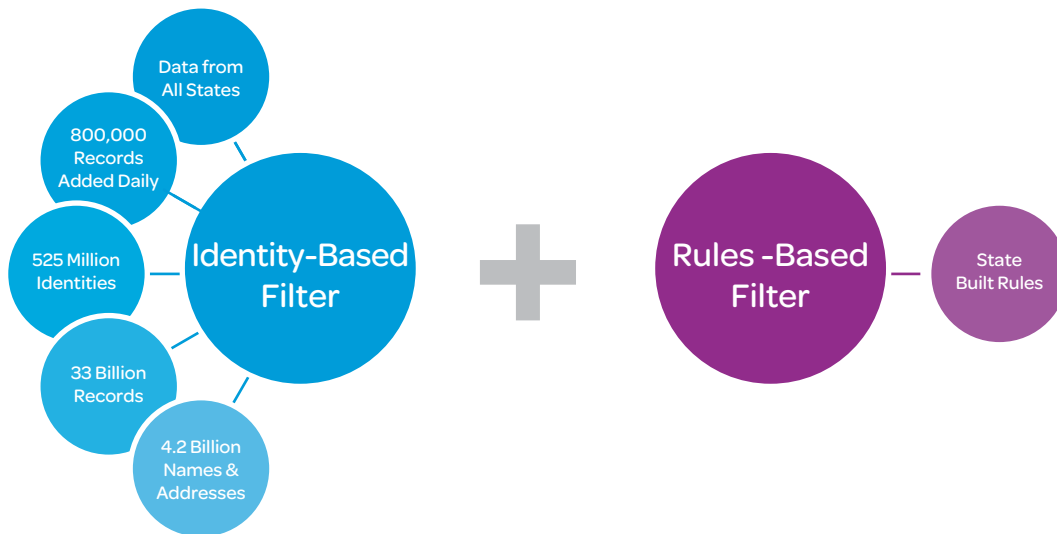 Data from
All States
800,000
Records
Added Daily
525 Million
Identities
33 Billion
Records
4.2 Billion
Names &
Addresses
Identity-Based
Filter
Rules -Based
Filter
State
Built Rules